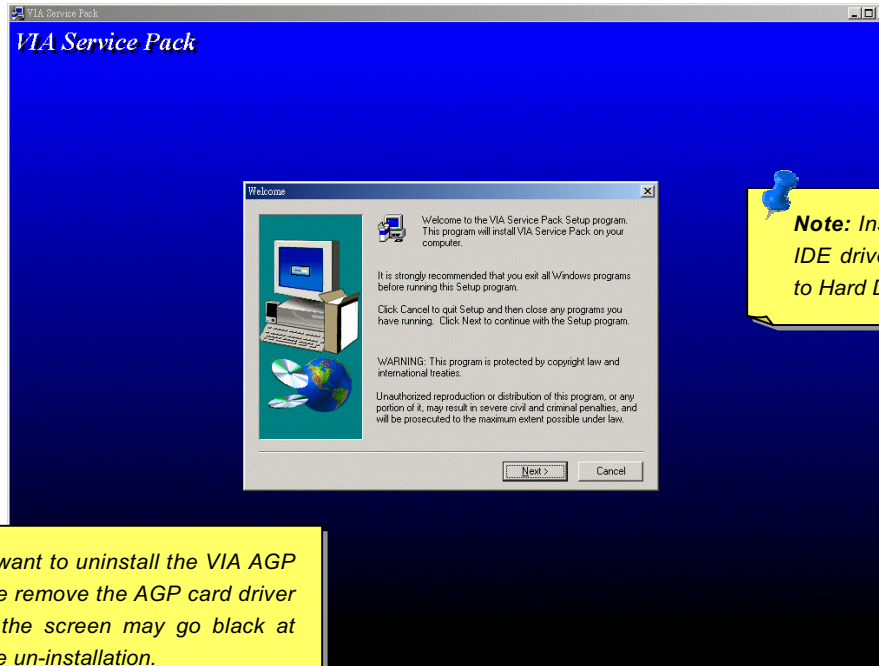 VIA Service Pack
VIA Service Pack
Welcome
Welcome to the VIA Service Pack Setup program.
This program will install VIA Service Pack on your
computer.
It is strongly recommended that you exit all Windows programs
before running this Setup program.
Click Cancel to quit Setup and then close any programs you
have running. Click Next to continue with the Setup program.
WARNING: This program is protected by copyright law and
international treaties.
Unauthorized reproduction or distribution of this program, or any
portion of it, may result in severe civil and criminal penalties, and
will be prosecuted to the maximum extent possible under law.
Next >
Cancel
Note:
IDE
to Hard
want to uninstall the VIA AGP
remove the AGP card driver
the screen may go black at
un-installation.